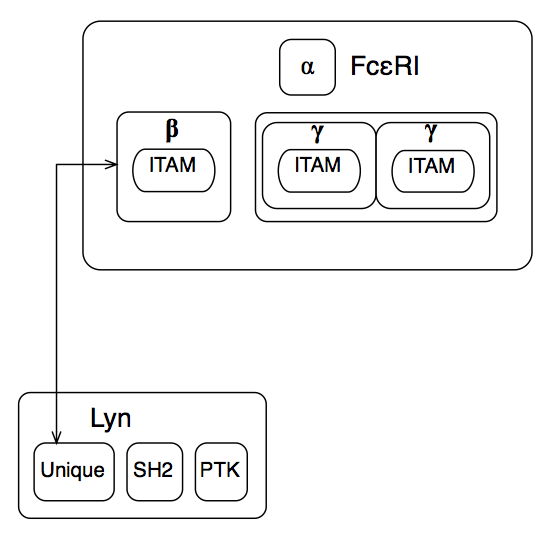 α FcεRI
β γ γ
ITAM ITAM ITAM
Lyn
Unique SH2 PTK